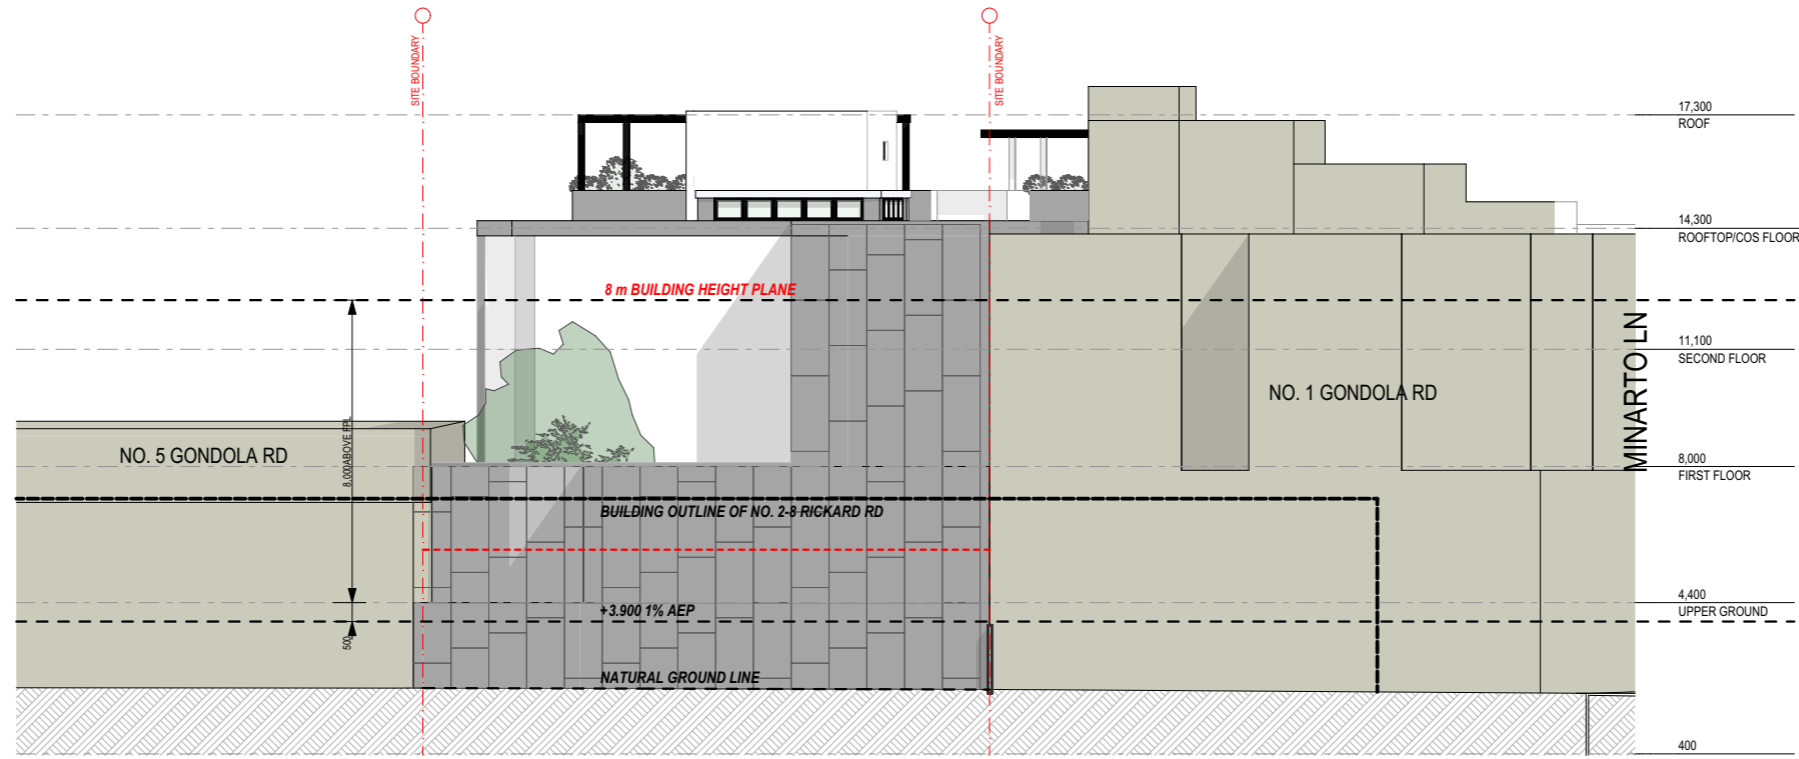 SITE BOUNDARY
SITE BOUNDARY
17,300
ROOF
14,300
ROOFTOP/COS FLOOR
8 m BUILDING HEIGHT PLANE
11,100
SECOND FLOOR
MINARTO LN
NO. 1 GONDOLA RD
NO. 5 GONDOLA RD
8,000 ABOVE FPL
8,000
FIRST FLOOR
BUILDING OUTLINE OF NO. 2-8 RICKARD RD
+3.900 1% AEP
4,400
UPPER GROUND
500
NATURAL GROUND LINE
400